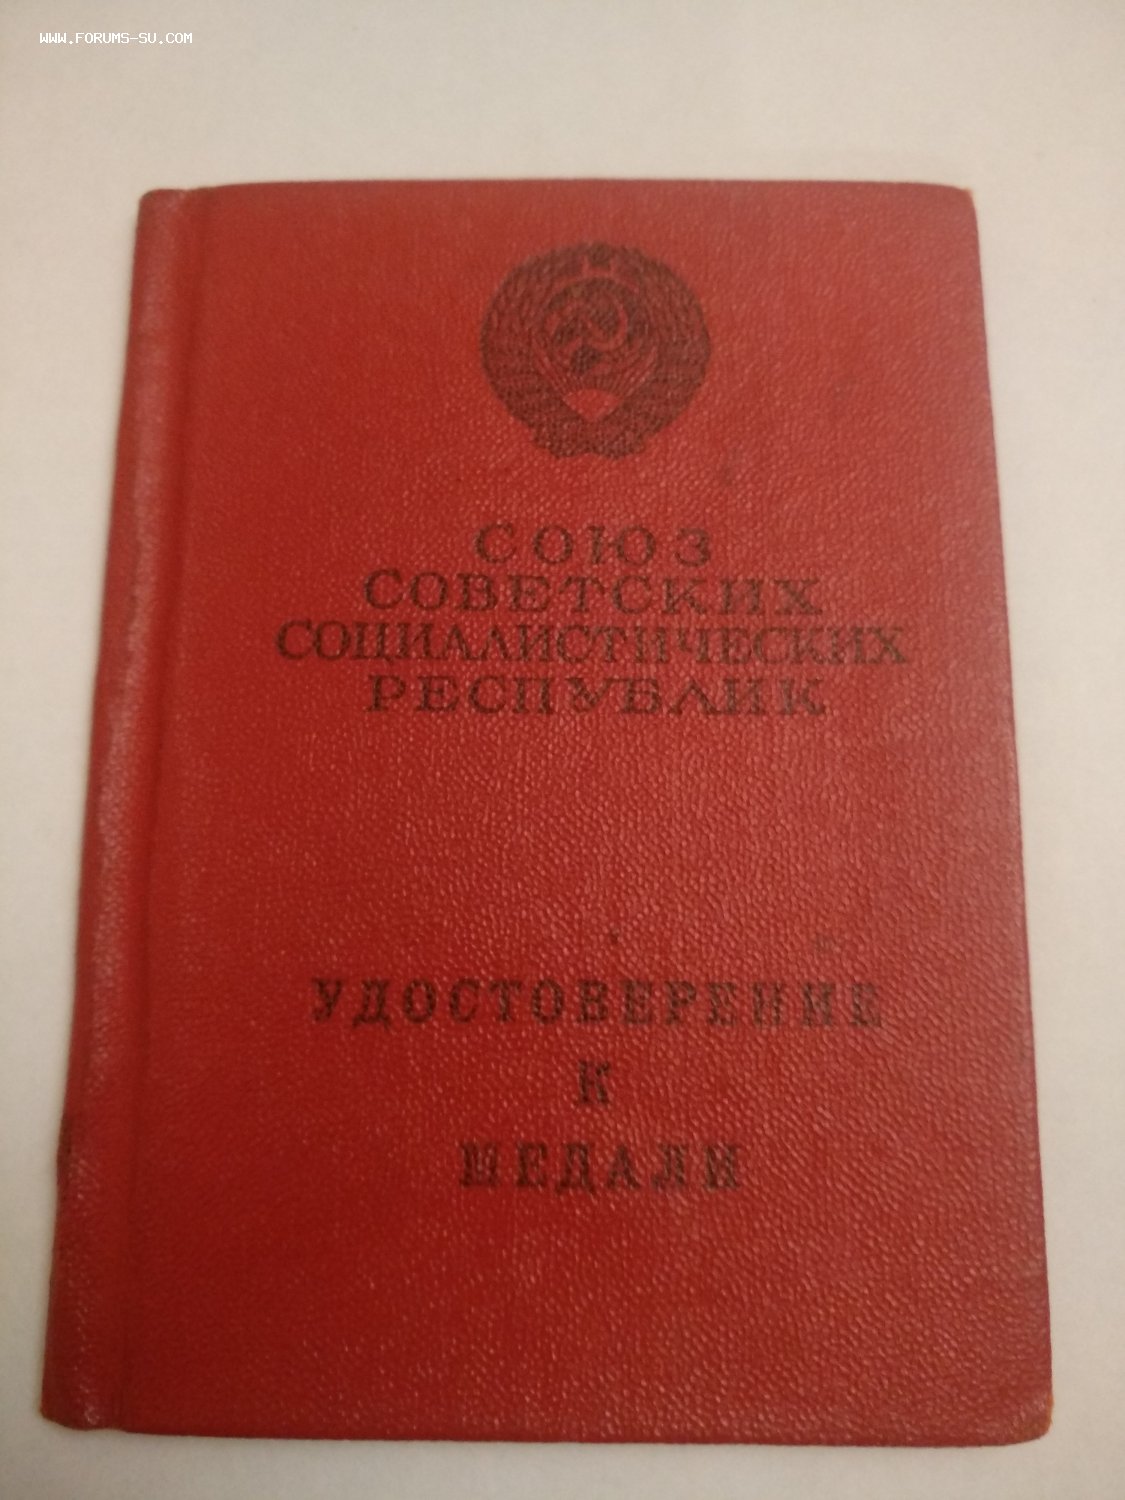 WWW.FORUMS-SU.COM
СОЮЗ
СОВЕТСКИХ
СОЦИАЛИСТИЧЕСКИХ
РЕСПУБЛИК
УДОСТОВЕРЕНИЕ
К
МЕДАЛИ